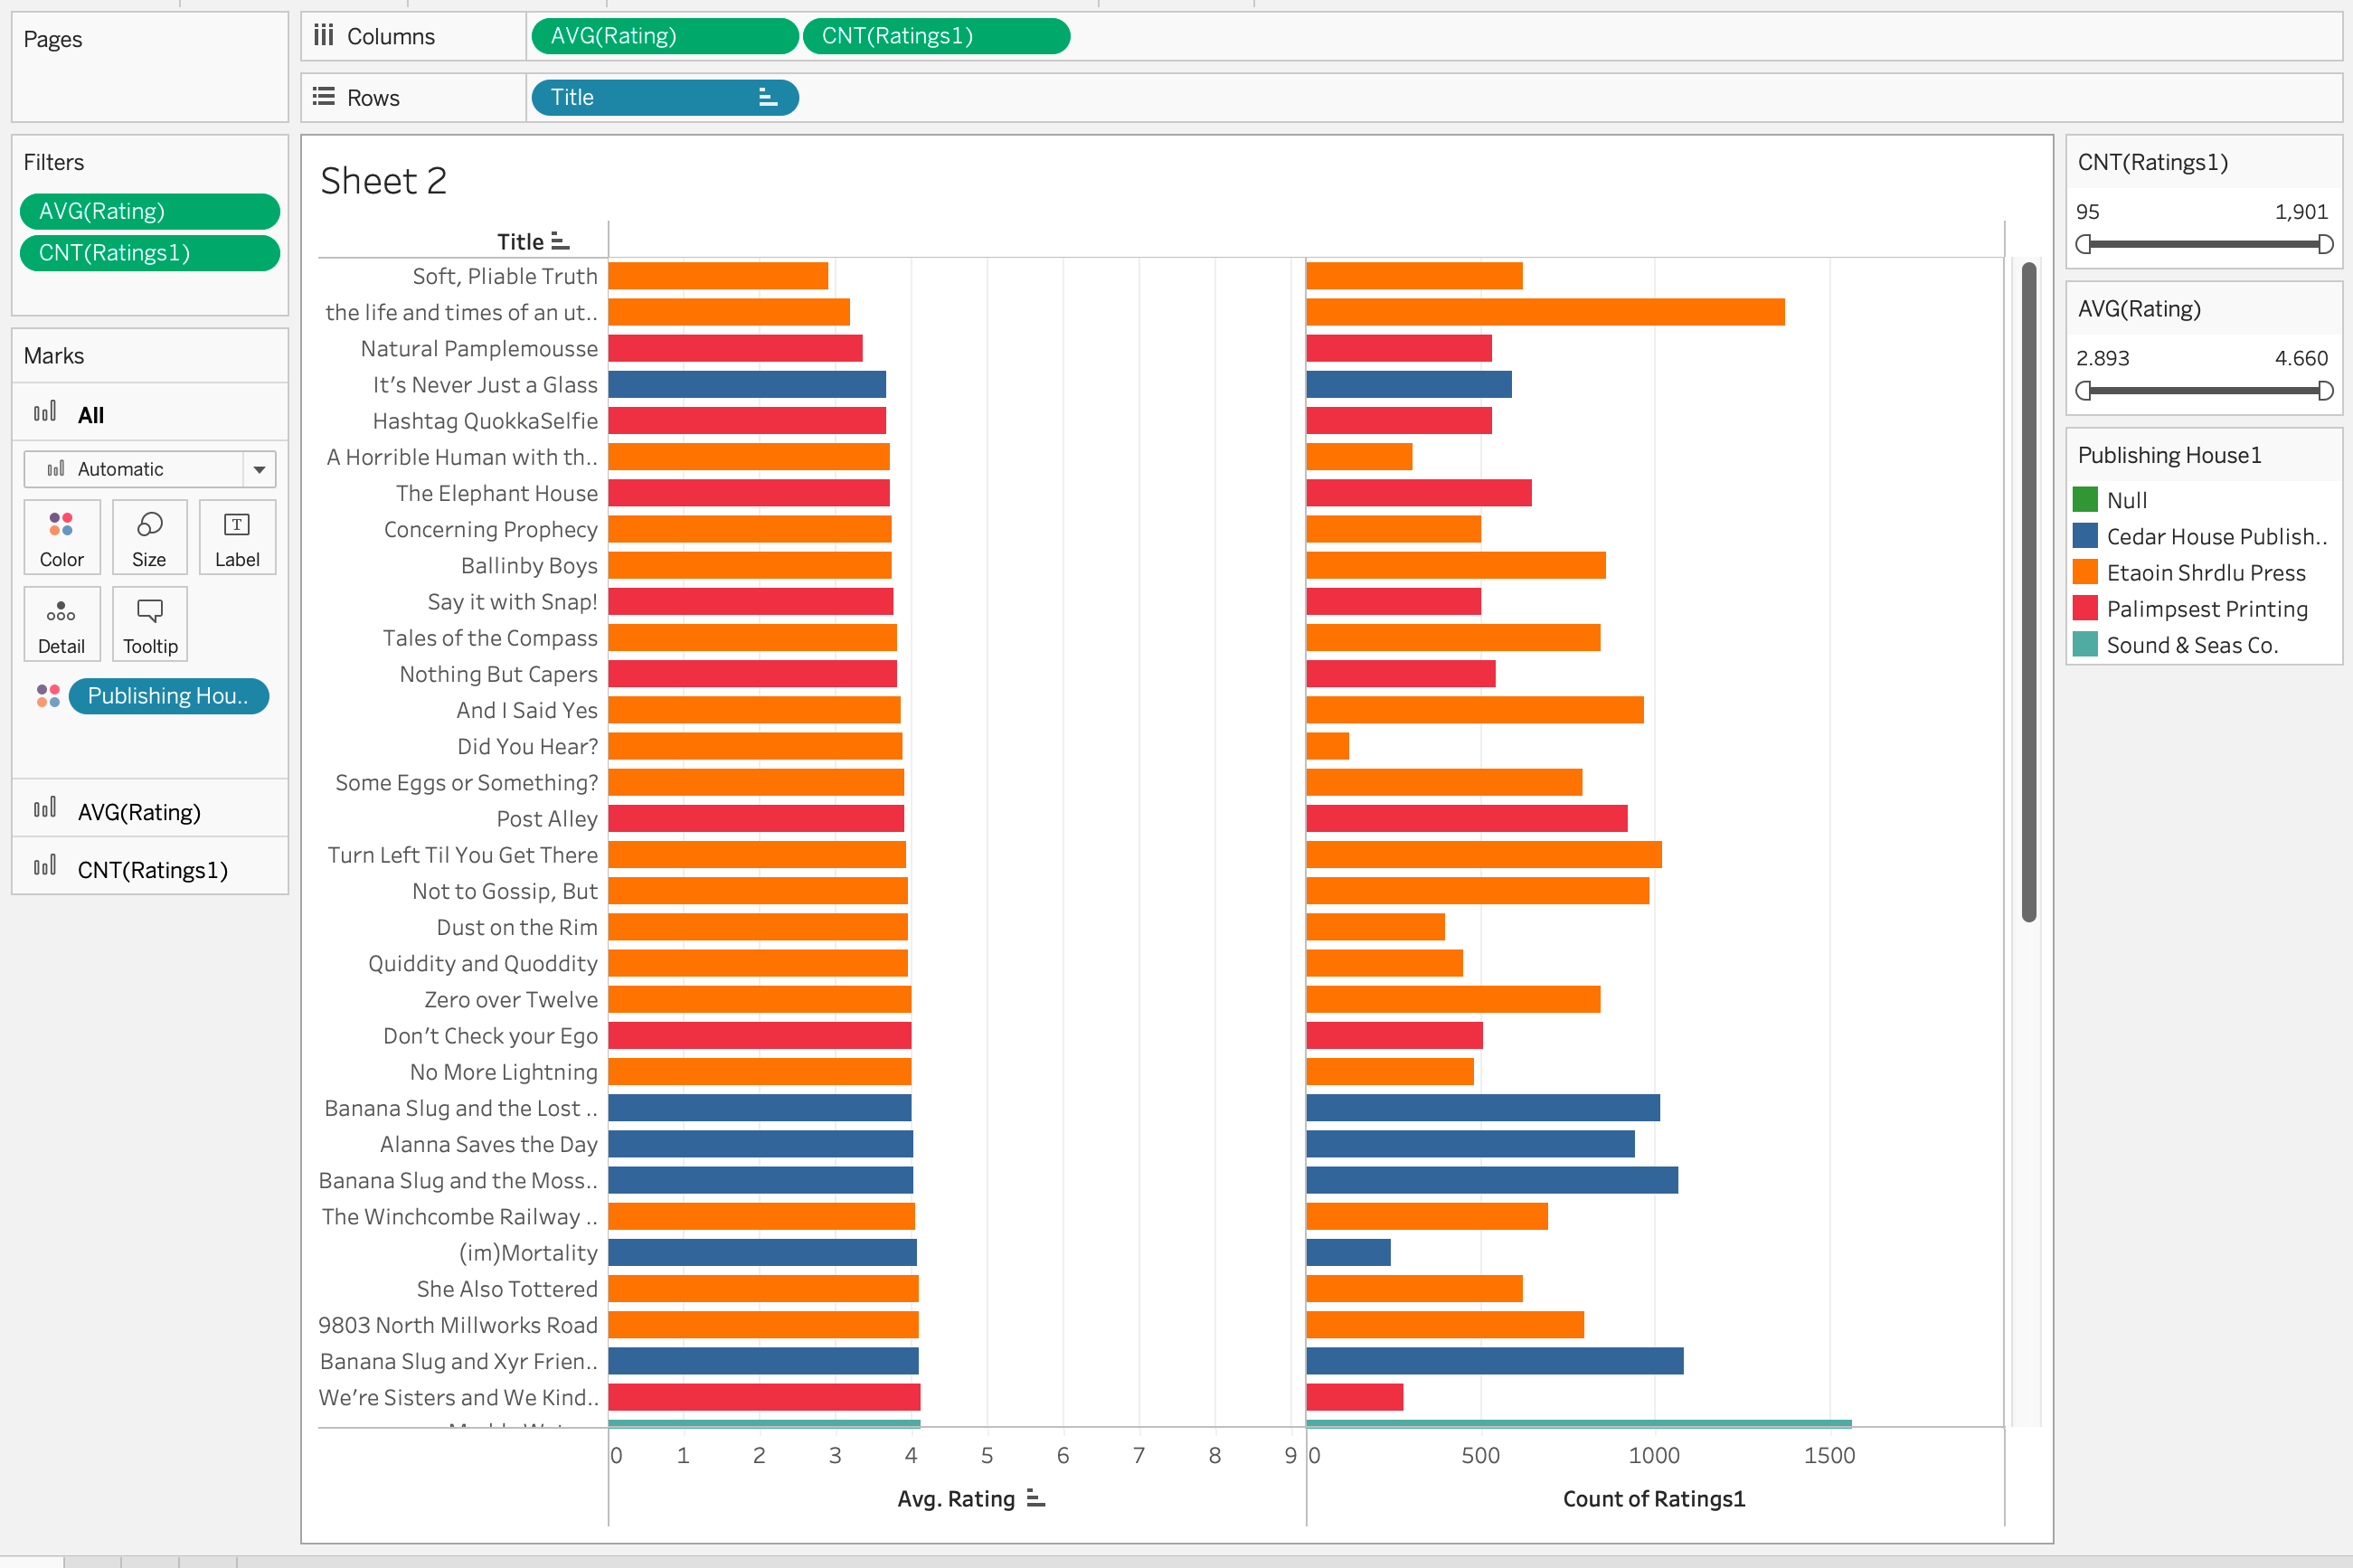 Pages
Columns
AVG(Rating)
CNT(Ratings1)
Rows
Title
Filters
AVG(Rating)
CNT(Ratings1)
Marks
All
Automatic
Color
Size
Label
Detail
Tooltip
Publishing Hou..
AVG(Rating)
CNT(Ratings1)
Sheet 2
Title
Soft, Pliable Truth
the life and times of an ut..
Natural Pamplemousse
It’s Never Just a Glass
Hashtag QuokkaSelfie
A Horrible Human with th..
The Elephant House
Concerning Prophecy
Ballinby Boys
Say it with Snap!
Tales of the Compass
Nothing But Capers
And I Said Yes
Did You Hear?
Some Eggs or Something?
Post Alley
Turn Left Til You Get There
Not to Gossip, But
Dust on the Rim
Quiddity and Quoddity
Zero over Twelve
Don’t Check your Ego
No More Lightning
Banana Slug and the Lost ..
Alanna Saves the Day
Banana Slug and the Moss..
The Winchcombe Railway ..
(im)Mortality
She Also Tottered
9803 North Millworks Road
Banana Slug and Xyr Frien..
We’re Sisters and We Kind..
0 1 2 3 4 5 6 7 8 9 0 500 1000 1500
Avg. Rating
Count of Ratings1
CNT(Ratings1)
95 1,901
AVG(Rating)
2.893 4.660
Publishing House1
Null
Cedar House Publish..
Etaoin Shrdlu Press
Palimpsest Printing
Sound & Seas Co.